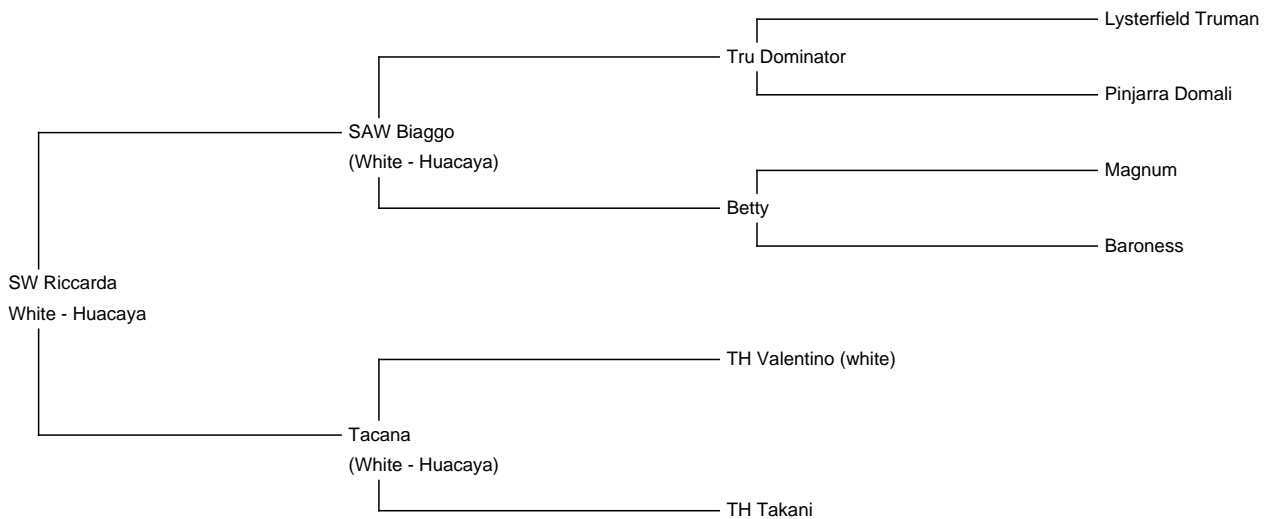 Lysterfield Truman
Tru Dominator
Pinjarra Domali
SAW Biaggo
(White - Huacaya)
Magnum
Betty
Baroness
SW Riccarda
White - Huacaya
TH Valentino (white)
Tacana
(White - Huacaya)
TH Takani